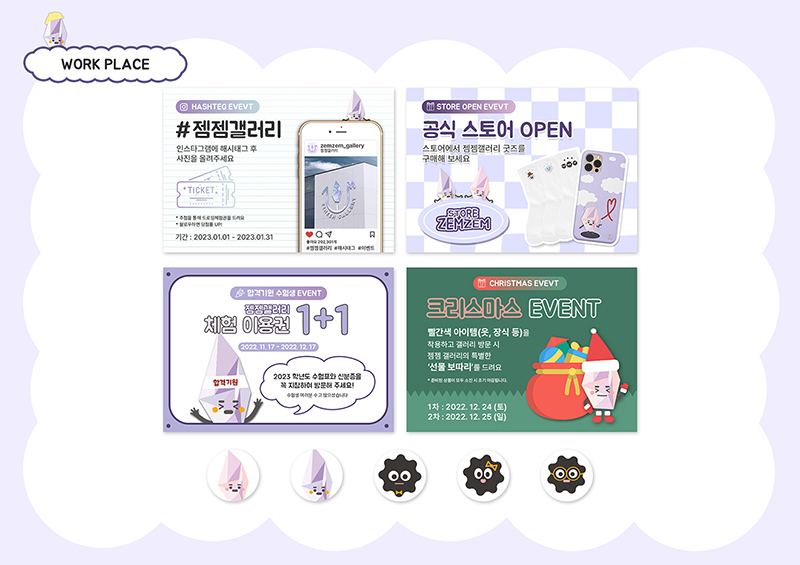 WORK PLACE
HASHTEG EVEVT
#젬젬갤러리
인스타그램에 해시태그 후
사진을 올려주세요
TICKET
* 추첨을 통해 드로잉체험권을 드려요
* 팔로우하면 당첨률 UP!
기간 : 2023.01.01 - 2023.01.31
zemzem_gallery
젬젬갤러리
좋아요 202,301개
#젬젬갤러리 #해시태그 #이벤트
STORE OPEN EVEVT
공식 스토어 OPEN
스토어에서 젬젬갤러리 굿즈를
구매해 보세요
STORE
ZEMZEM
합격기원 수험생 EVENT
젬젬갤러리
체험 이용권 1+1
2022. 11. 17 - 2022. 12. 17
합격기원
2023 학년도 수험표와 신분증을
꼭 지참하여 방문해 주세요!
수험생 여러분 수고 많으셨습니다
CHRISTMAS EVEVT
크리스마스 EVENT
빨간색 아이템(옷, 장식 등)을
착용하고 갤러리 방문 시
젬젬 갤러리의 특별한
'선물 보따리'를 드려요
* 준비된 상품이 모두 소진 시 조기 마감됩니다.
1차 : 2022. 12. 24 (토)
2차 : 2022. 12. 25 (일)